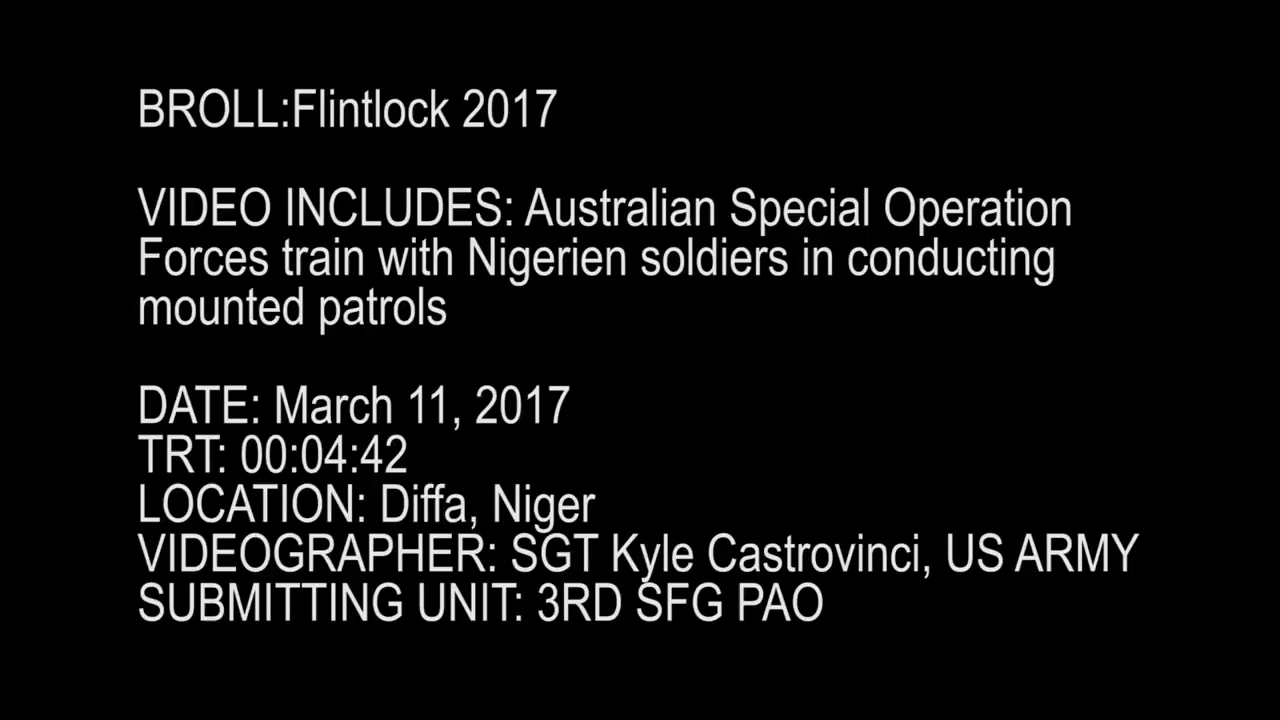 BROLL:Flintlock 2017
VIDEO INCLUDES: Australian Special Operation
Forces train with Nigerien soldiers in conducting
mounted patrols
DATE: March 11, 2017
TRT: 00:04:42
LOCATION: Diffa, Niger
VIDEOGRAPHER: SGT Kyle Castrovinci, US ARMY
SUBMITTING UNIT: 3RD SFG PAO